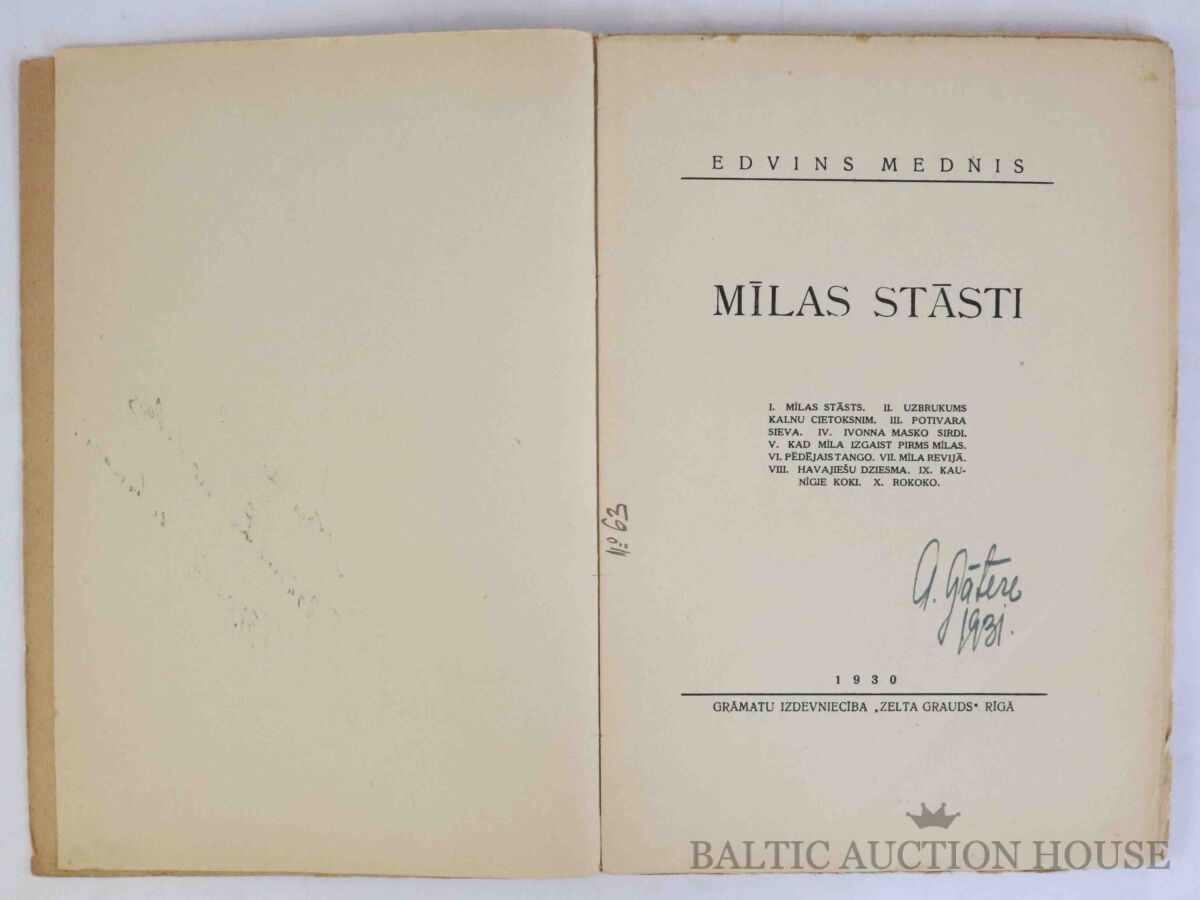 EDVINS MEDNIS
MĪLAS STĀSTI
I. MĪLAS STĀSTS. II. UZBRUKUMS
KALNU CIETOKSNIM. III. POTIVARA
SIEVA. IV. IVONNA MASKO SIRDI.
V. KAD MĪLA IZGAIST PIRMS MĪLAS.
VI. PĒDĒJAIS TANGO. VII. MĪLA REVIJĀ.
VIII. HAVAJIEŠU DZIESMA. IX. KAU-
NĪGIE KOKI. X. ROKOKO.
№ 63
A. Gātere
1931.
1930
GRĀMATU IZDEVNIECĪBA „ZELTA GRAUDS" RĪGĀ
BALTIC AUCTION HOUSE